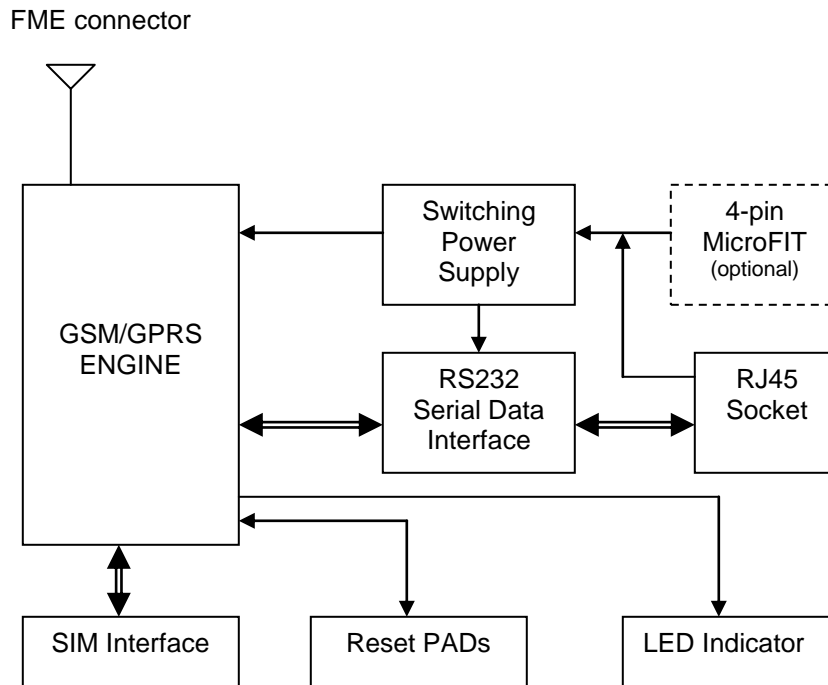 FME connector
Switching
Power
Supply
4-pin
MicroFIT
(optional)
GSM/GPRS
ENGINE
RS232
Serial Data
Interface
RJ45
Socket
SIM Interface
Reset PADs
LED Indicator